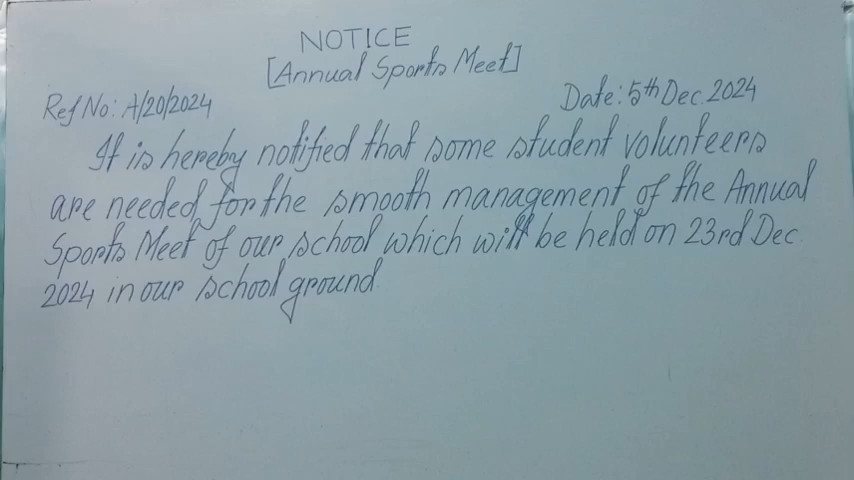 NOTICE
[Annual Sports Meet]
Ref No: A/20/2024 Date: 5th Dec 2024
It is hereby notified that some student volunteers
are needed for the smooth management of the Annual
Sports Meet of our school which will be held on 23rd Dec
2024 in our school ground.